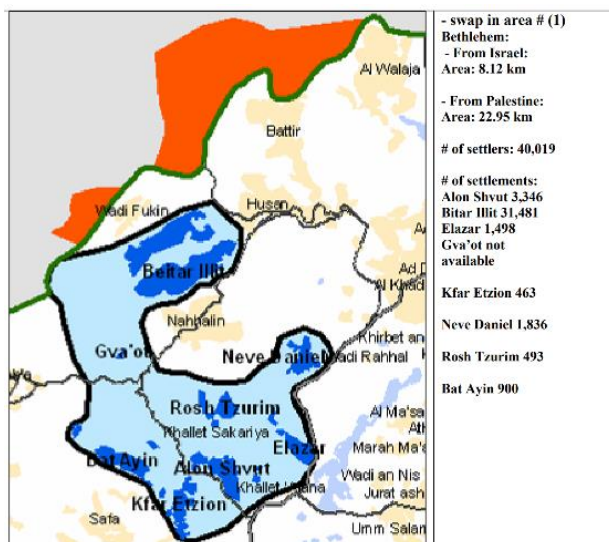 Al Walaja
Battir
Husan
Wadi Fukin
Beitar Illit
Nahhalin
Gva'ot
Neve Daniel
Wadi Rahhal
Khirbet an
Ad D
Al Khad
Rosh Tzurim
Khallet Sakariya
Elazar
Al Ma'sa
Ath
Marah Ma'a
Bat Ayin
Alon Shvut
Wadi an Nis
Jurat ash
Kfar Etzion
Safa
Umm Salam
- swap in area # (1)
Bethlehem:
- From Israel:
Area: 8.12 km
- From Palestine:
Area: 22.95 km
# of settlers: 40,019
# of settlements:
Alon Shvut 3,346
Bitar Illit 31,481
Elazar 1,498
Gva'ot not
available
Kfar Etzion 463
Neve Daniel 1,836
Rosh Tzurim 493
Bat Ayin 900